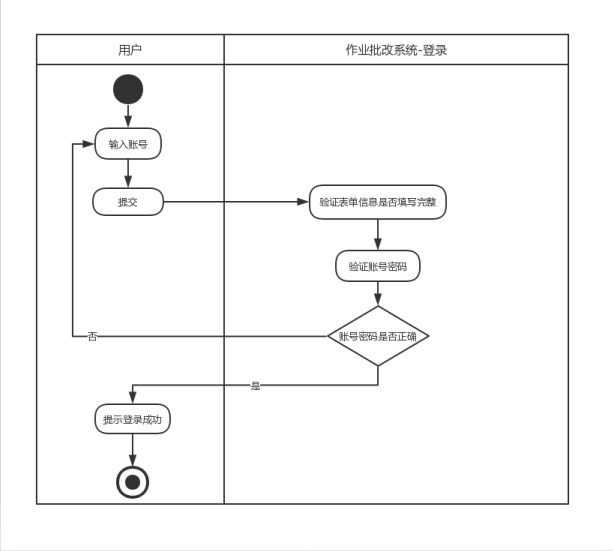 用户
作业批改系统-登录
输入账号
提交
验证表单信息是否填写完整
验证账号密码
账号密码是否正确
否
是
提示登录成功